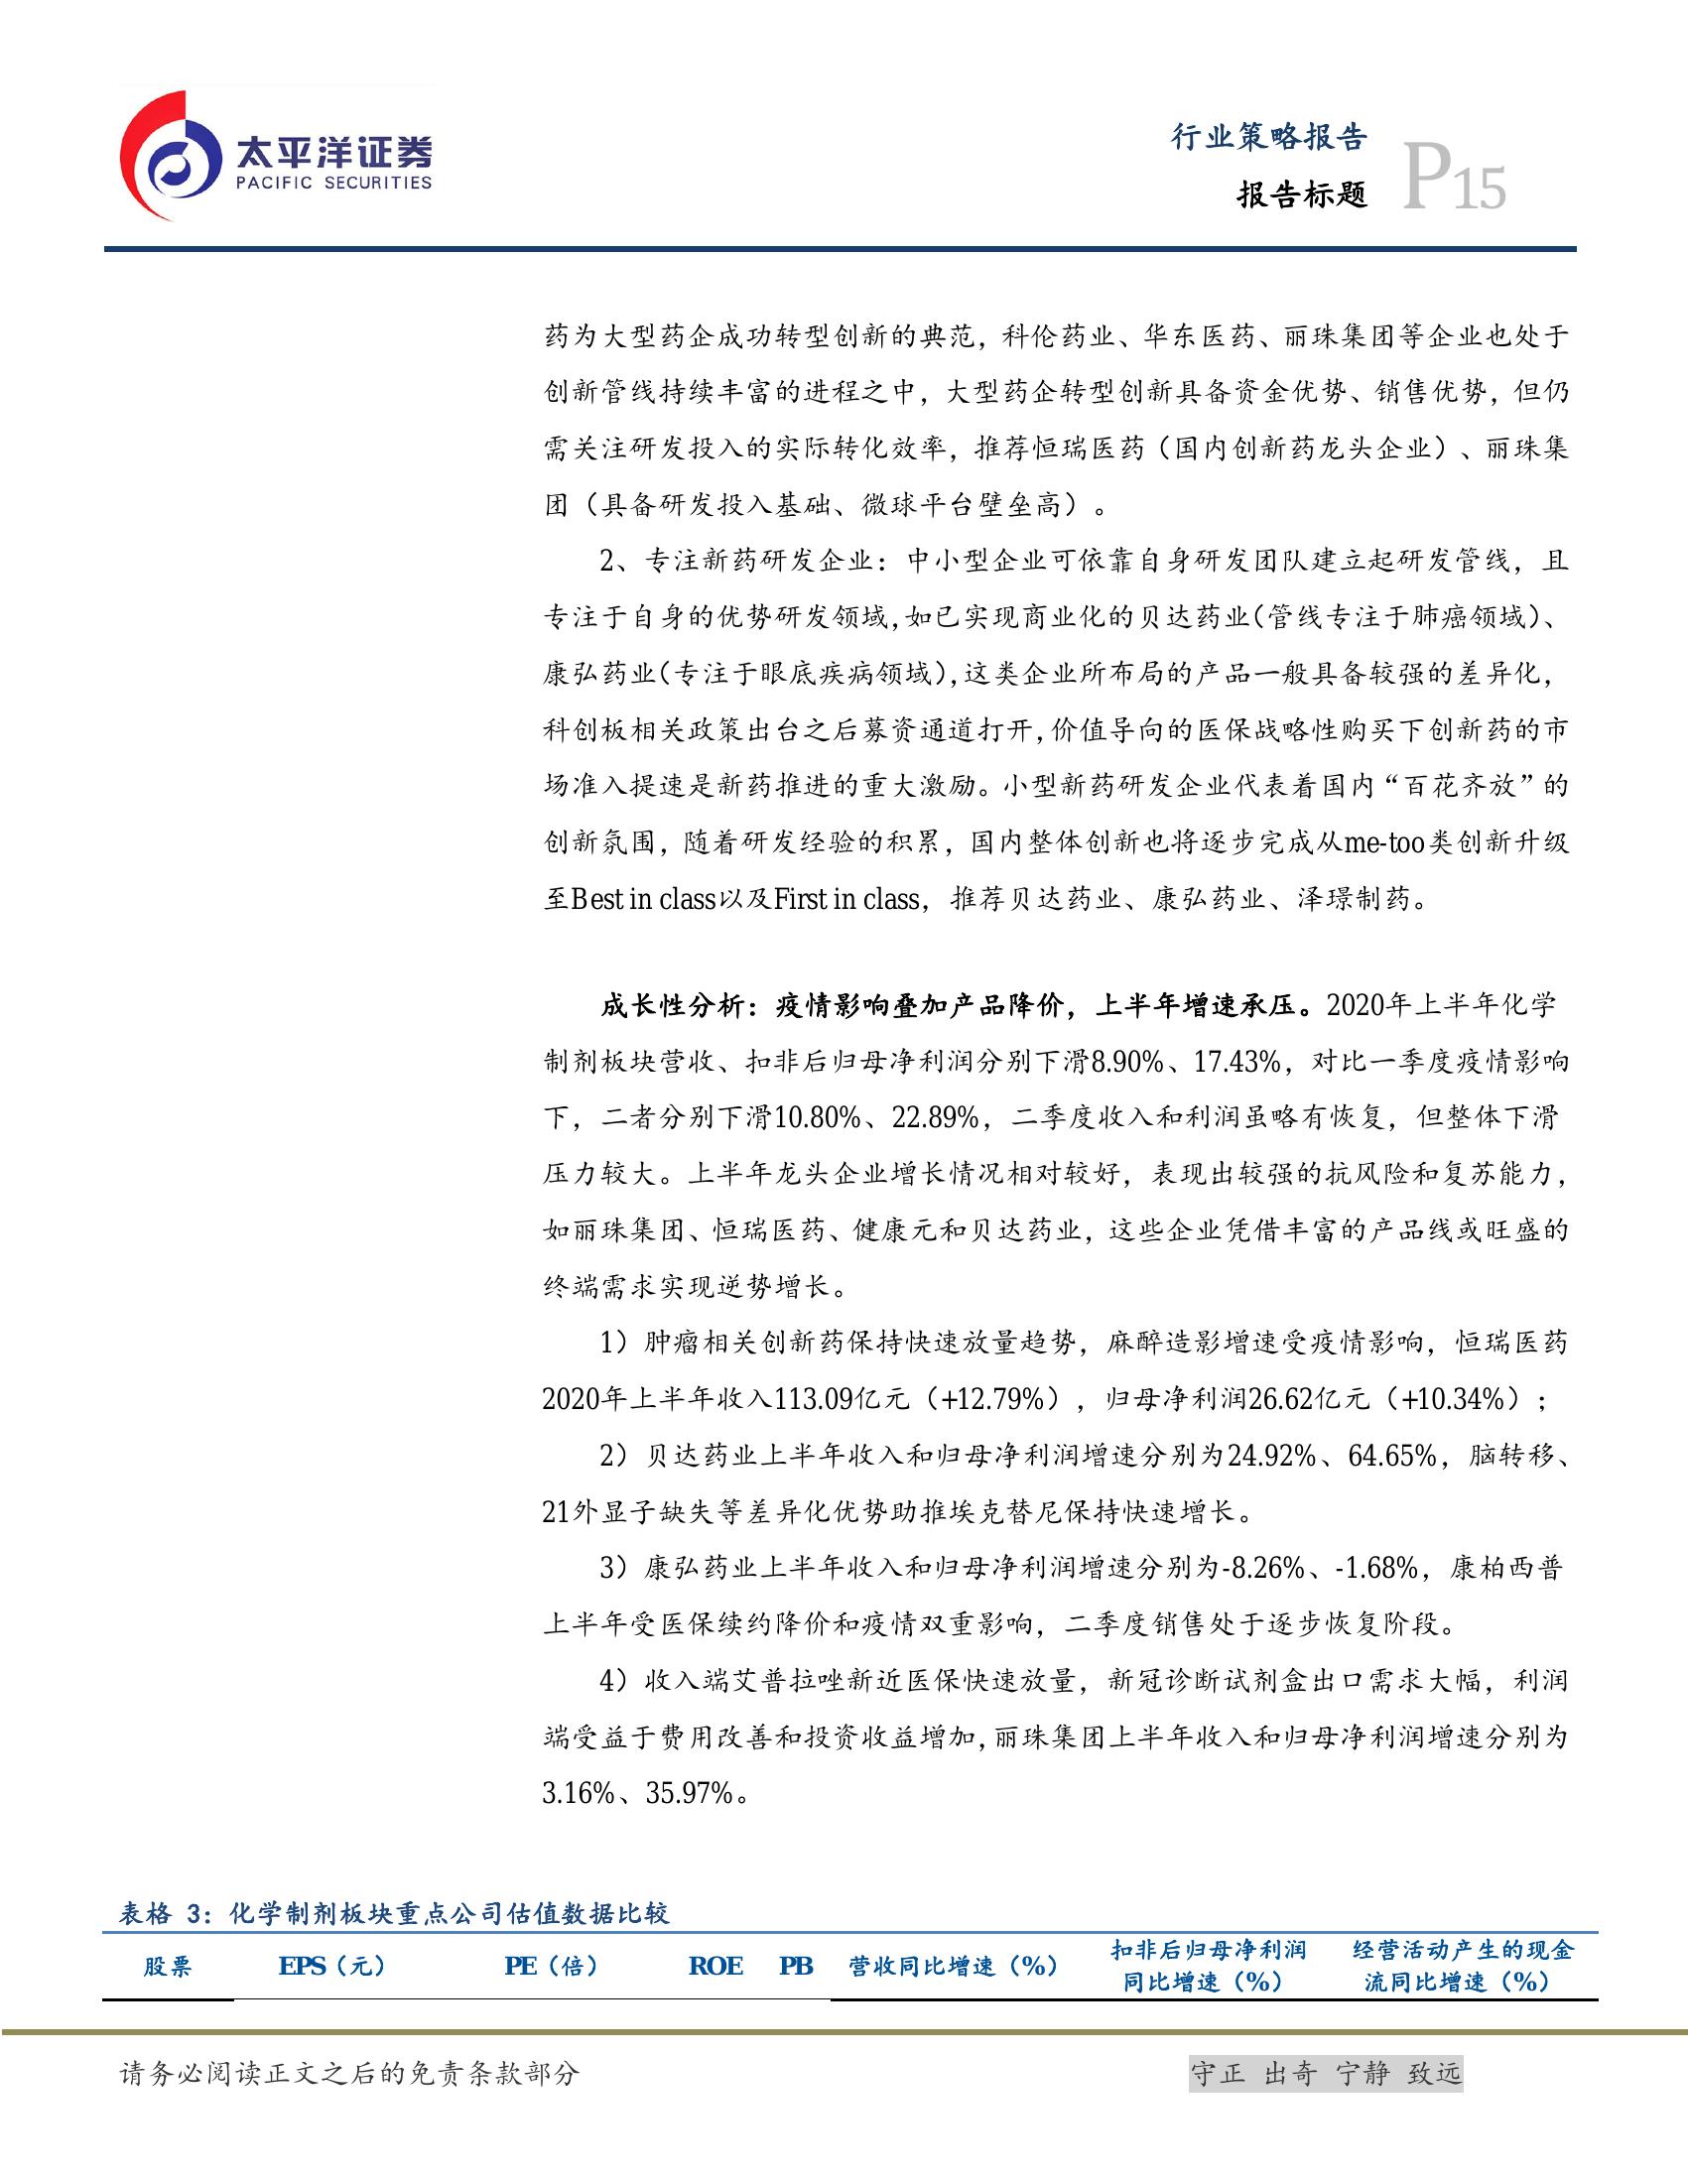 太平洋证券
PACIFIC SECURITIES
行业策略报告
报告标题
P15
药为大型药企成功转型创新的典范，科伦药业、华东医药、丽珠集团等企业也处于
创新管线持续丰富的进程之中，大型药企转型创新具备资金优势、销售优势，但仍
需关注研发投入的实际转化效率，推荐恒瑞医药（国内创新药龙头企业）、丽珠集
团（具备研发投入基础、微球平台壁垒高）。
2、专注新药研发企业：中小型企业可依靠自身研发团队建立起研发管线，且
专注于自身的优势研发领域，如已实现商业化的贝达药业（管线专注于肺癌领域）、
康弘药业（专注于眼底疾病领域），这类企业所布局的产品一般具备较强的差异化，
科创板相关政策出台之后募资通道打开，价值导向的医保战略性购买下创新药的市
场准入提速是新药推进的重大激励。小型新药研发企业代表着国内“百花齐放”的
创新氛围，随着研发经验的积累，国内整体创新也将逐步完成从me-too类创新升级
至Best in class以及First in class，推荐贝达药业、康弘药业、泽璟制药。
成长性分析：疫情影响叠加产品降价，上半年增速承压。2020年上半年化学
制剂板块营收、扣非后归母净利润分别下滑8.90%、17.43%，对比一季度疫情影响
下，二者分别下滑10.80%、22.89%，二季度收入和利润虽略有恢复，但整体下滑
压力较大。上半年龙头企业增长情况相对较好，表现出较强的抗风险和复苏能力，
如丽珠集团、恒瑞医药、健康元和贝达药业，这些企业凭借丰富的产品线或旺盛的
终端需求实现逆势增长。
1）肿瘤相关创新药保持快速放量趋势，麻醉造影增速受疫情影响，恒瑞医药
2020年上半年收入113.09亿元（+12.79%），归母净利润26.62亿元（+10.34%）；
2）贝达药业上半年收入和归母净利润增速分别为24.92%、64.65%，脑转移、
21外显子缺失等差异化优势助推埃克替尼保持快速增长。
3）康弘药业上半年收入和归母净利润增速分别为-8.26%、-1.68%，康柏西普
上半年受医保续约降价和疫情双重影响，二季度销售处于逐步恢复阶段。
4）收入端艾普拉唑新近医保快速放量，新冠诊断试剂盒出口需求大幅，利润
端受益于费用改善和投资收益增加，丽珠集团上半年收入和归母净利润增速分别为
3.16%、35.97%。
表格 3：化学制剂板块重点公司估值数据比较
股票 EPS（元） PE（倍） ROE PB 营收同比增速（%） 扣非后归母净利润同比增速（%） 经营活动产生的现金流同比增速（%）
请务必阅读正文之后的免责条款部分
守正 出奇 宁静 致远